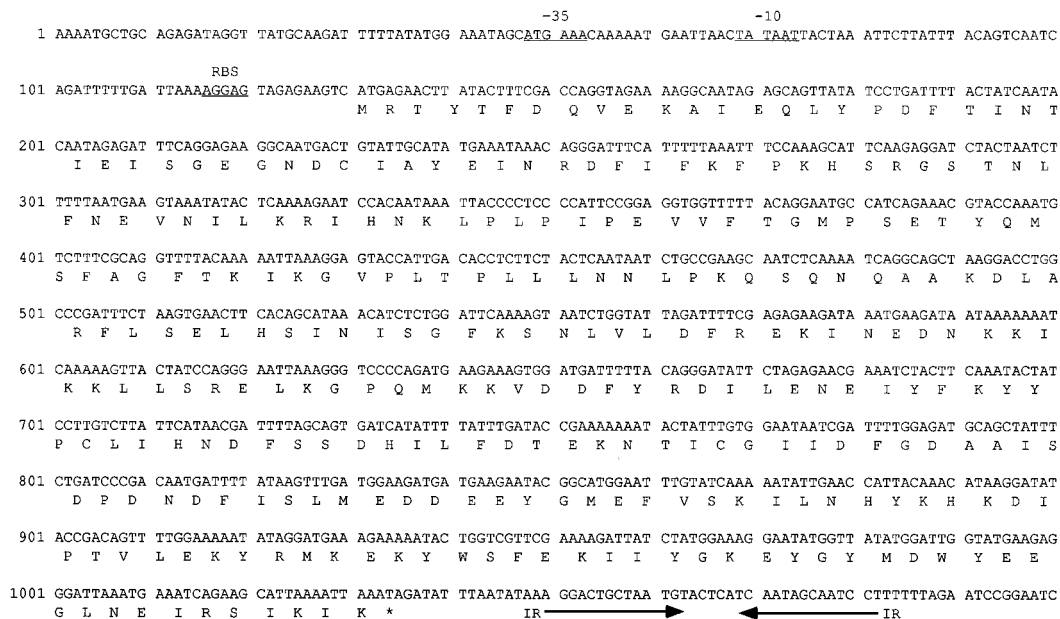 -35 -10
1 AAAATGCTGC AGAGATAGGT TATGCAAGAT TTTTATATGG AAATAGCATG AAACAAAAAT GAATTAACTA TAATTACTAA ATTCTTATTT ACAGTCAATC
RBS
101 AGATTTTTGA TTAAAAGGAG TAGAGAAGTC ATGAGAACTT ATACTTTCGA CCAGGTAGAA AAGGCAATAG AGCAGTTATA TCCTGATTTT ACTATCAATA
M R T Y T F D Q V E K A I E Q L Y P D F T I N T
201 CAATAGAGAT TTCAGGAGAA GGCAATGACT GTATTGCATA TGAAATAAAC AGGGATTTCA TTTTTAAATT TCCAAAGCAT TCAAGAGGAT CTACTAATCT
I E I S G E G N D C I A Y E I N R D F I F K F P K H S R G S T N L
301 TTTTAATGAA GTAAATATAC TCAAAAGAAT CCACAATAAA TTACCCCTCC CCATTCCGGA GGTGGTTTTT ACAGGAATGC CATCAGAAAC GTACCAAATG
F N E V N I L K R I H N K L P L P I P E V V F T G M P S E T Y Q M
401 TCTTTCGCAG GTTTTACAAA AATTAAAGGA GTACCATTGA CACCTCTTCT ACTCAATAAT CTGCCGAAGC AATCTCAAAA TCAGGCAGCT AAGGACCTGG
S F A G F T K I K G V P L T P L L L N N L P K Q S Q N Q A A K D L A
501 CCCGATTTCT AAGTGAACTT CACAGCATAA ACATCTCTGG ATTCAAAAGT AATCTGGTAT TAGATTTTCG AGAGAAGATA AATGAAGATA ATAAAAAAAT
R F L S E L H S I N I S G F K S N L V L D F R E K I N E D N K K I
601 CAAAAAGTTA CTATCCAGGG AATTAAAGGG TCCCCAGATG AAGAAAGTGG ATGATTTTTA CAGGGATATT CTAGAGAACG AAATCTACTT CAAATACTAT
K K L L S R E L K G P Q M K K V D D F Y R D I L E N E I Y F K Y Y
701 CCTTGTCTTA TTCATAACGA TTTTAGCAGT GATCATATTT TATTTGATAC CGAAAAAAAT ACTATTTGTG GAATAATCGA TTTTGGAGAT GCAGCTATTT
P C L I H N D F S S D H I L F D T E K N T I C G I I D F G D A A I S
801 CTGATCCCGA CAATGATTTT ATAAGTTTGA TGGAAGATGA TGAAGAATAC GGCATGGAAT TTGTATCAAA AATATTGAAC CATTACAAAC ATAAGGATAT
D P D N D F I S L M E D D E E Y G M E F V S K I L N H Y K H K D I
901 ACCGACAGTT TTGGAAAAAT ATAGGATGAA AGAAAAATAC TGGTCGTTCG AAAAGATTAT CTATGGAAAG GAATATGGTT ATATGGATTG GTATGAAGAG
P T V L E K Y R M K E K Y W S F E K I I Y G K E Y G Y M D W Y E E
1001 GGATTAAATG AAATCAGAAG CATTAAAATT AAATAGATAT TTAATATAAA GGACTGCTAA TGTACTCATC AATAGCAATC CTTTTTTAGA ATCCGGAATC
G L N E I R S I K I K * IR IR